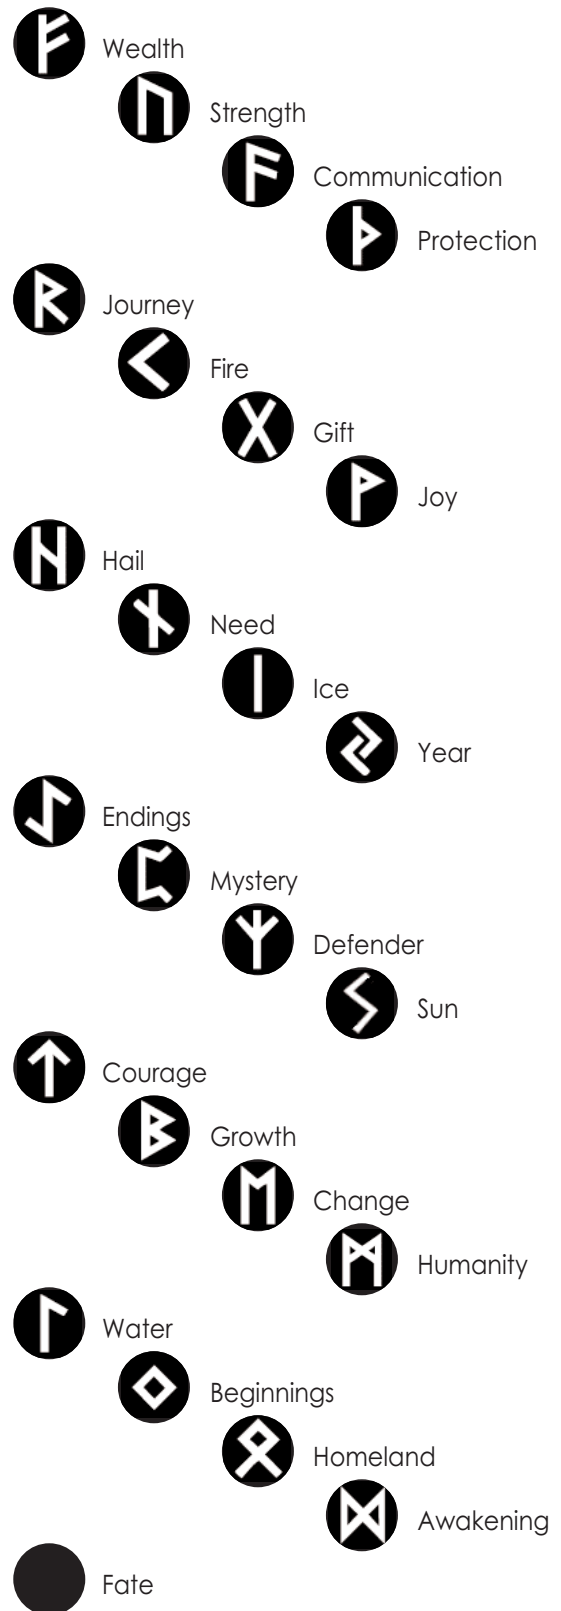 ᚠ Wealth
ᚢ Strength
ᚨ Communication
ᚦ Protection
ᚱ Journey
ᚲ Fire
ᚷ Gift
ᚹ Joy
ᚺ Hail
ᚾ Need
ᛁ Ice
ᛃ Year
ᛇ Endings
ᛈ Mystery
ᛉ Defender
ᛊ Sun
ᛏ Courage
ᛒ Growth
ᛖ Change
ᛗ Humanity
ᛚ Water
ᛜ Beginnings
ᛟ Homeland
ᛞ Awakening
Fate